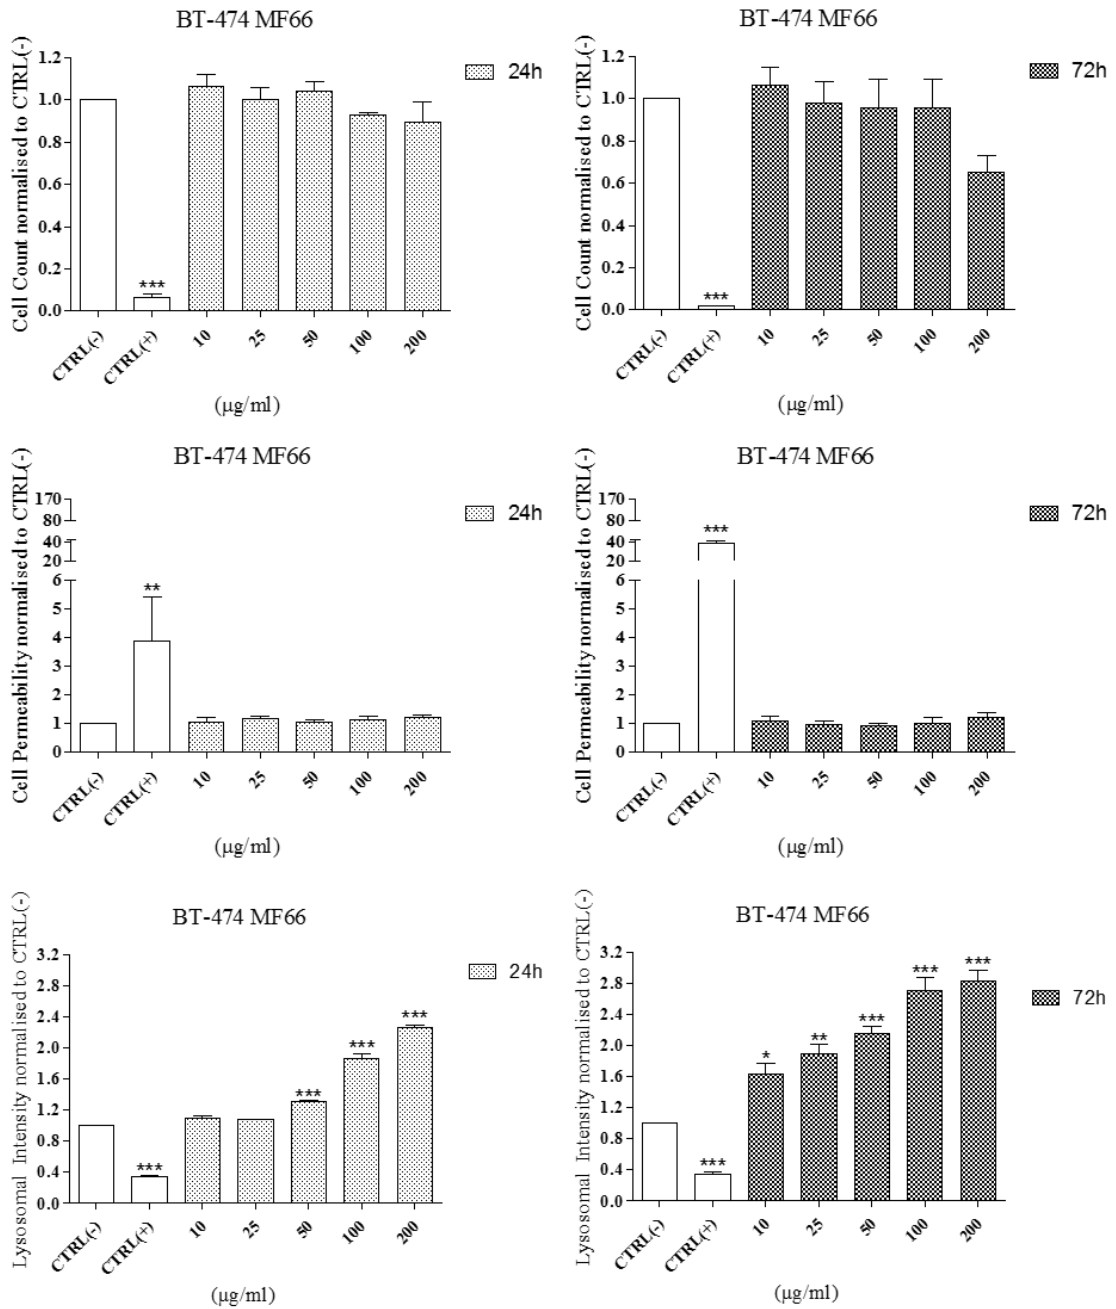 BT-474 MF66
Cell Count normalised to CTRL(-)
1.2
1.0
0.8
0.6
0.4
0.2
0.0
***
24h
CTRL(-) CTRL(+) 10 25 50 100 200
(μg/ml)
BT-474 MF66
Cell Count normalised to CTRL(-)
1.2
1.0
0.8
0.6
0.4
0.2
0.0
***
72h
CTRL(-) CTRL(+) 10 25 50 100 200
(μg/ml)
BT-474 MF66
Cell Permeability normalised to CTRL(-)
170
80
40
20
6
5
4
3
2
1
0
**
24h
CTRL(-) CTRL(+) 10 25 50 100 200
(μg/ml)
BT-474 MF66
Cell Permeability normalised to CTRL(-)
170
80
40
20
6
5
4
3
2
1
0
***
72h
CTRL(-) CTRL(+) 10 25 50 100 200
(μg/ml)
BT-474 MF66
Lysosomal Intensity normalised to CTRL(-)
3.2
2.8
2.4
2.0
1.6
1.2
0.8
0.4
0.0
*** *** *** ***
24h
CTRL(-) CTRL(+) 10 25 50 100 200
(μg/ml)
BT-474 MF66
Lysosomal Intensity normalised to CTRL(-)
3.2
2.8
2.4
2.0
1.6
1.2
0.8
0.4
0.0
*** * ** *** *** ***
72h
CTRL(-) CTRL(+) 10 25 50 100 200
(μg/ml)